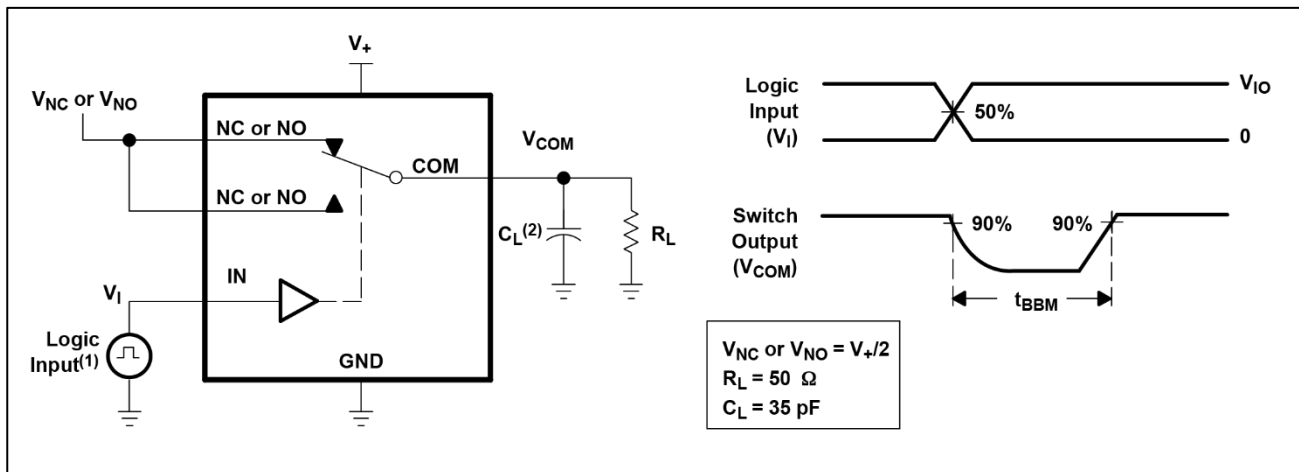 V+
VNC or VNO
NC or NO
VCOM
COM
NC or NO
CL(2)
RL
VI
IN
Logic
Input(1)
GND
Logic
Input
(VI)
50%
VIO
0
Switch
Output
(VCOM)
90%
90%
tBBM
VNC or VNO = V+/2
RL = 50 Ω
CL = 35 pF